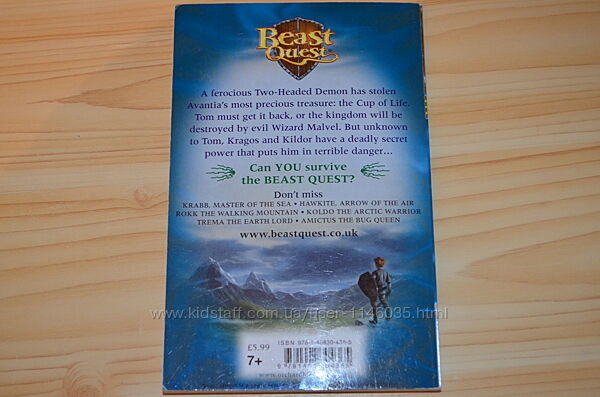 Beast
Quest
A ferocious Two-Headed Demon has stolen
Avantia's most precious treasure: the Cup of Life.
Tom must get it back, or the kingdom will be
destroyed by evil Wizard Malvel. But unknown
to Tom, Kragos and Kildor have a deadly secret
power that puts him in terrible danger...
Can YOU survive
the BEAST QUEST?
Don't miss
KRABB, MASTER OF THE SEA • HAWKITE, ARROW OF THE AIR
ROKK THE WALKING MOUNTAIN • KOLDO THE ARCTIC WARRIOR
TREMA THE EARTH LORD • AMICTUS THE BUG QUEEN
www.beastquest.co.uk
www.kidstaff.com.ua/user-1146035.html
£5.99
7+
ISBN